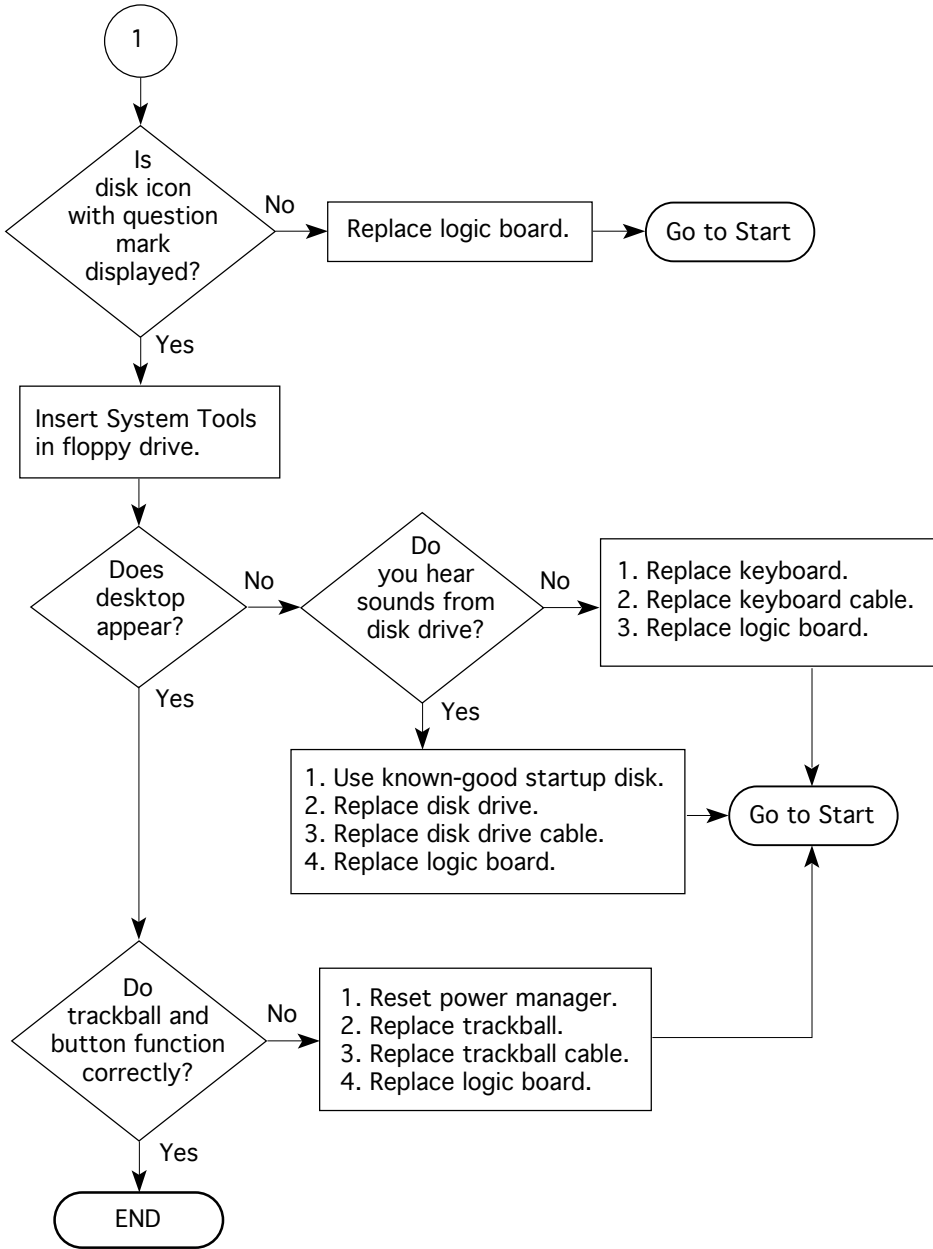 1
Is
disk icon
with question
mark
displayed?
No
Replace logic board.
Go to Start
Yes
Insert System Tools
in floppy drive.
Does
desktop
appear?
No
Do
you hear
sounds from
disk drive?
No
1. Replace keyboard.
2. Replace keyboard cable.
3. Replace logic board.
Yes
Yes
1. Use known-good startup disk.
2. Replace disk drive.
3. Replace disk drive cable.
4. Replace logic board.
Go to Start
Do
trackball and
button function
correctly?
No
1. Reset power manager.
2. Replace trackball.
3. Replace trackball cable.
4. Replace logic board.
Yes
END